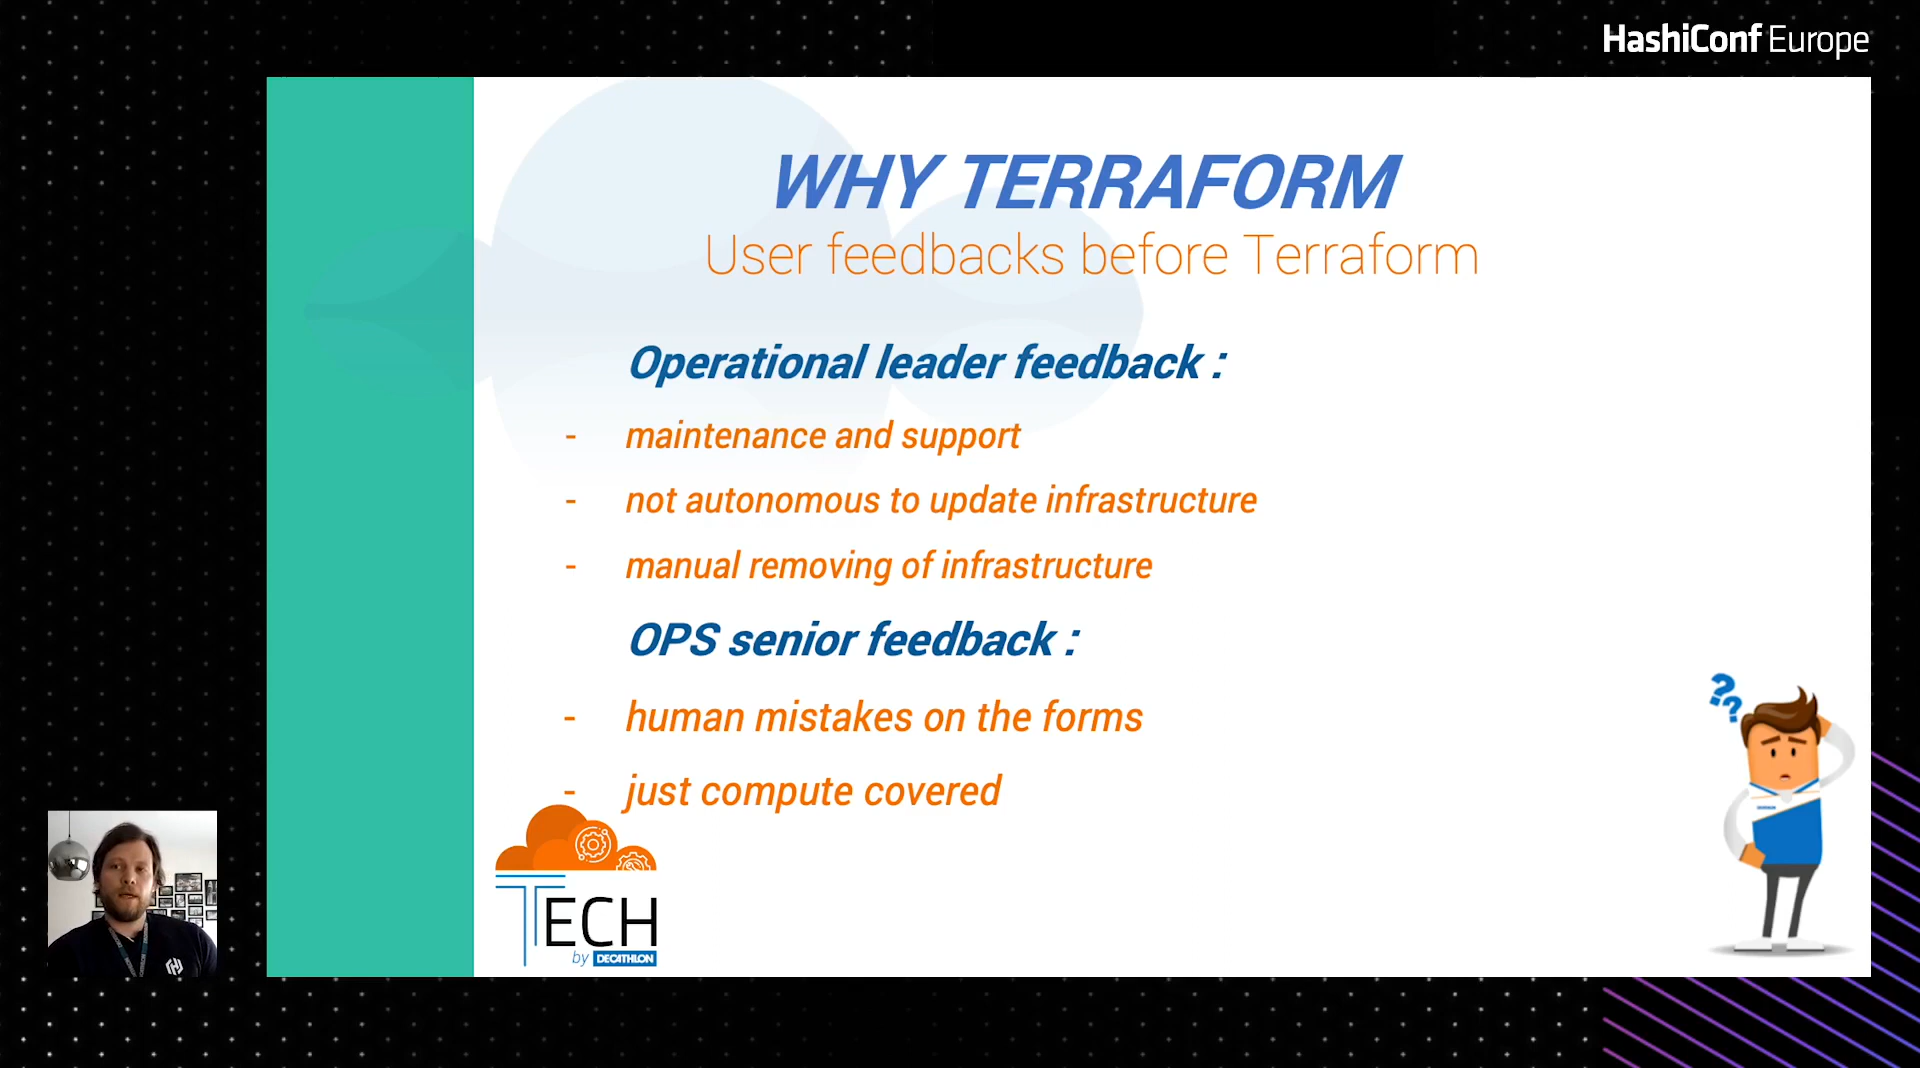 HashiConf Europe
WHY TERRAFORM
User feedbacks before Terraform
Operational leader feedback :
- maintenance and support
- not autonomous to update infrastructure
- manual removing of infrastructure
OPS senior feedback :
- human mistakes on the forms
- just compute covered
TECH
by DECATHLON
??